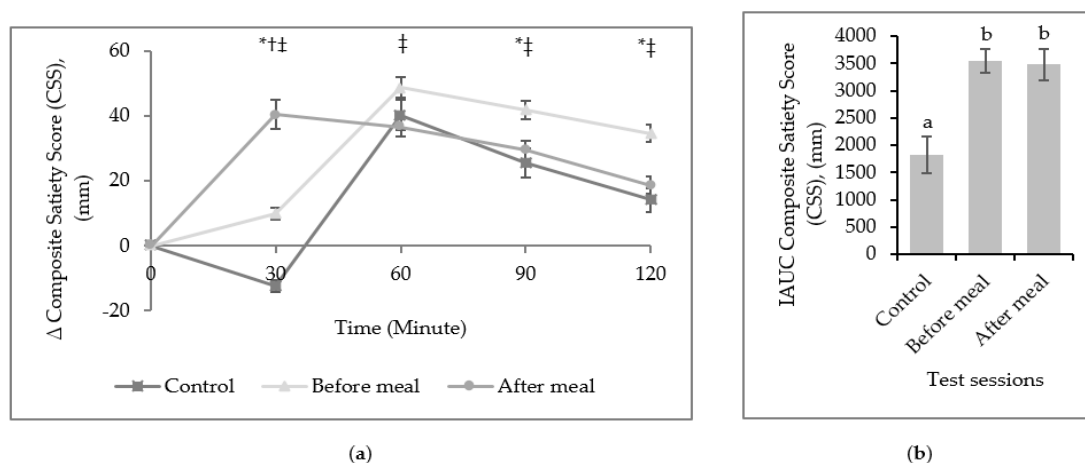 Δ Composite Satiety Score (CSS),
(mm)
60
40
20
0
-20
*†‡
‡
*‡
*‡
0
30
60
90
120
Time (Minute)
Control
Before meal
After meal
(a)
IAUC Composite Satiety Score
(CSS), (mm)
4000
3500
3000
2500
2000
1500
1000
500
0
a
b
b
Control
Before meal
After meal
Test sessions
(b)